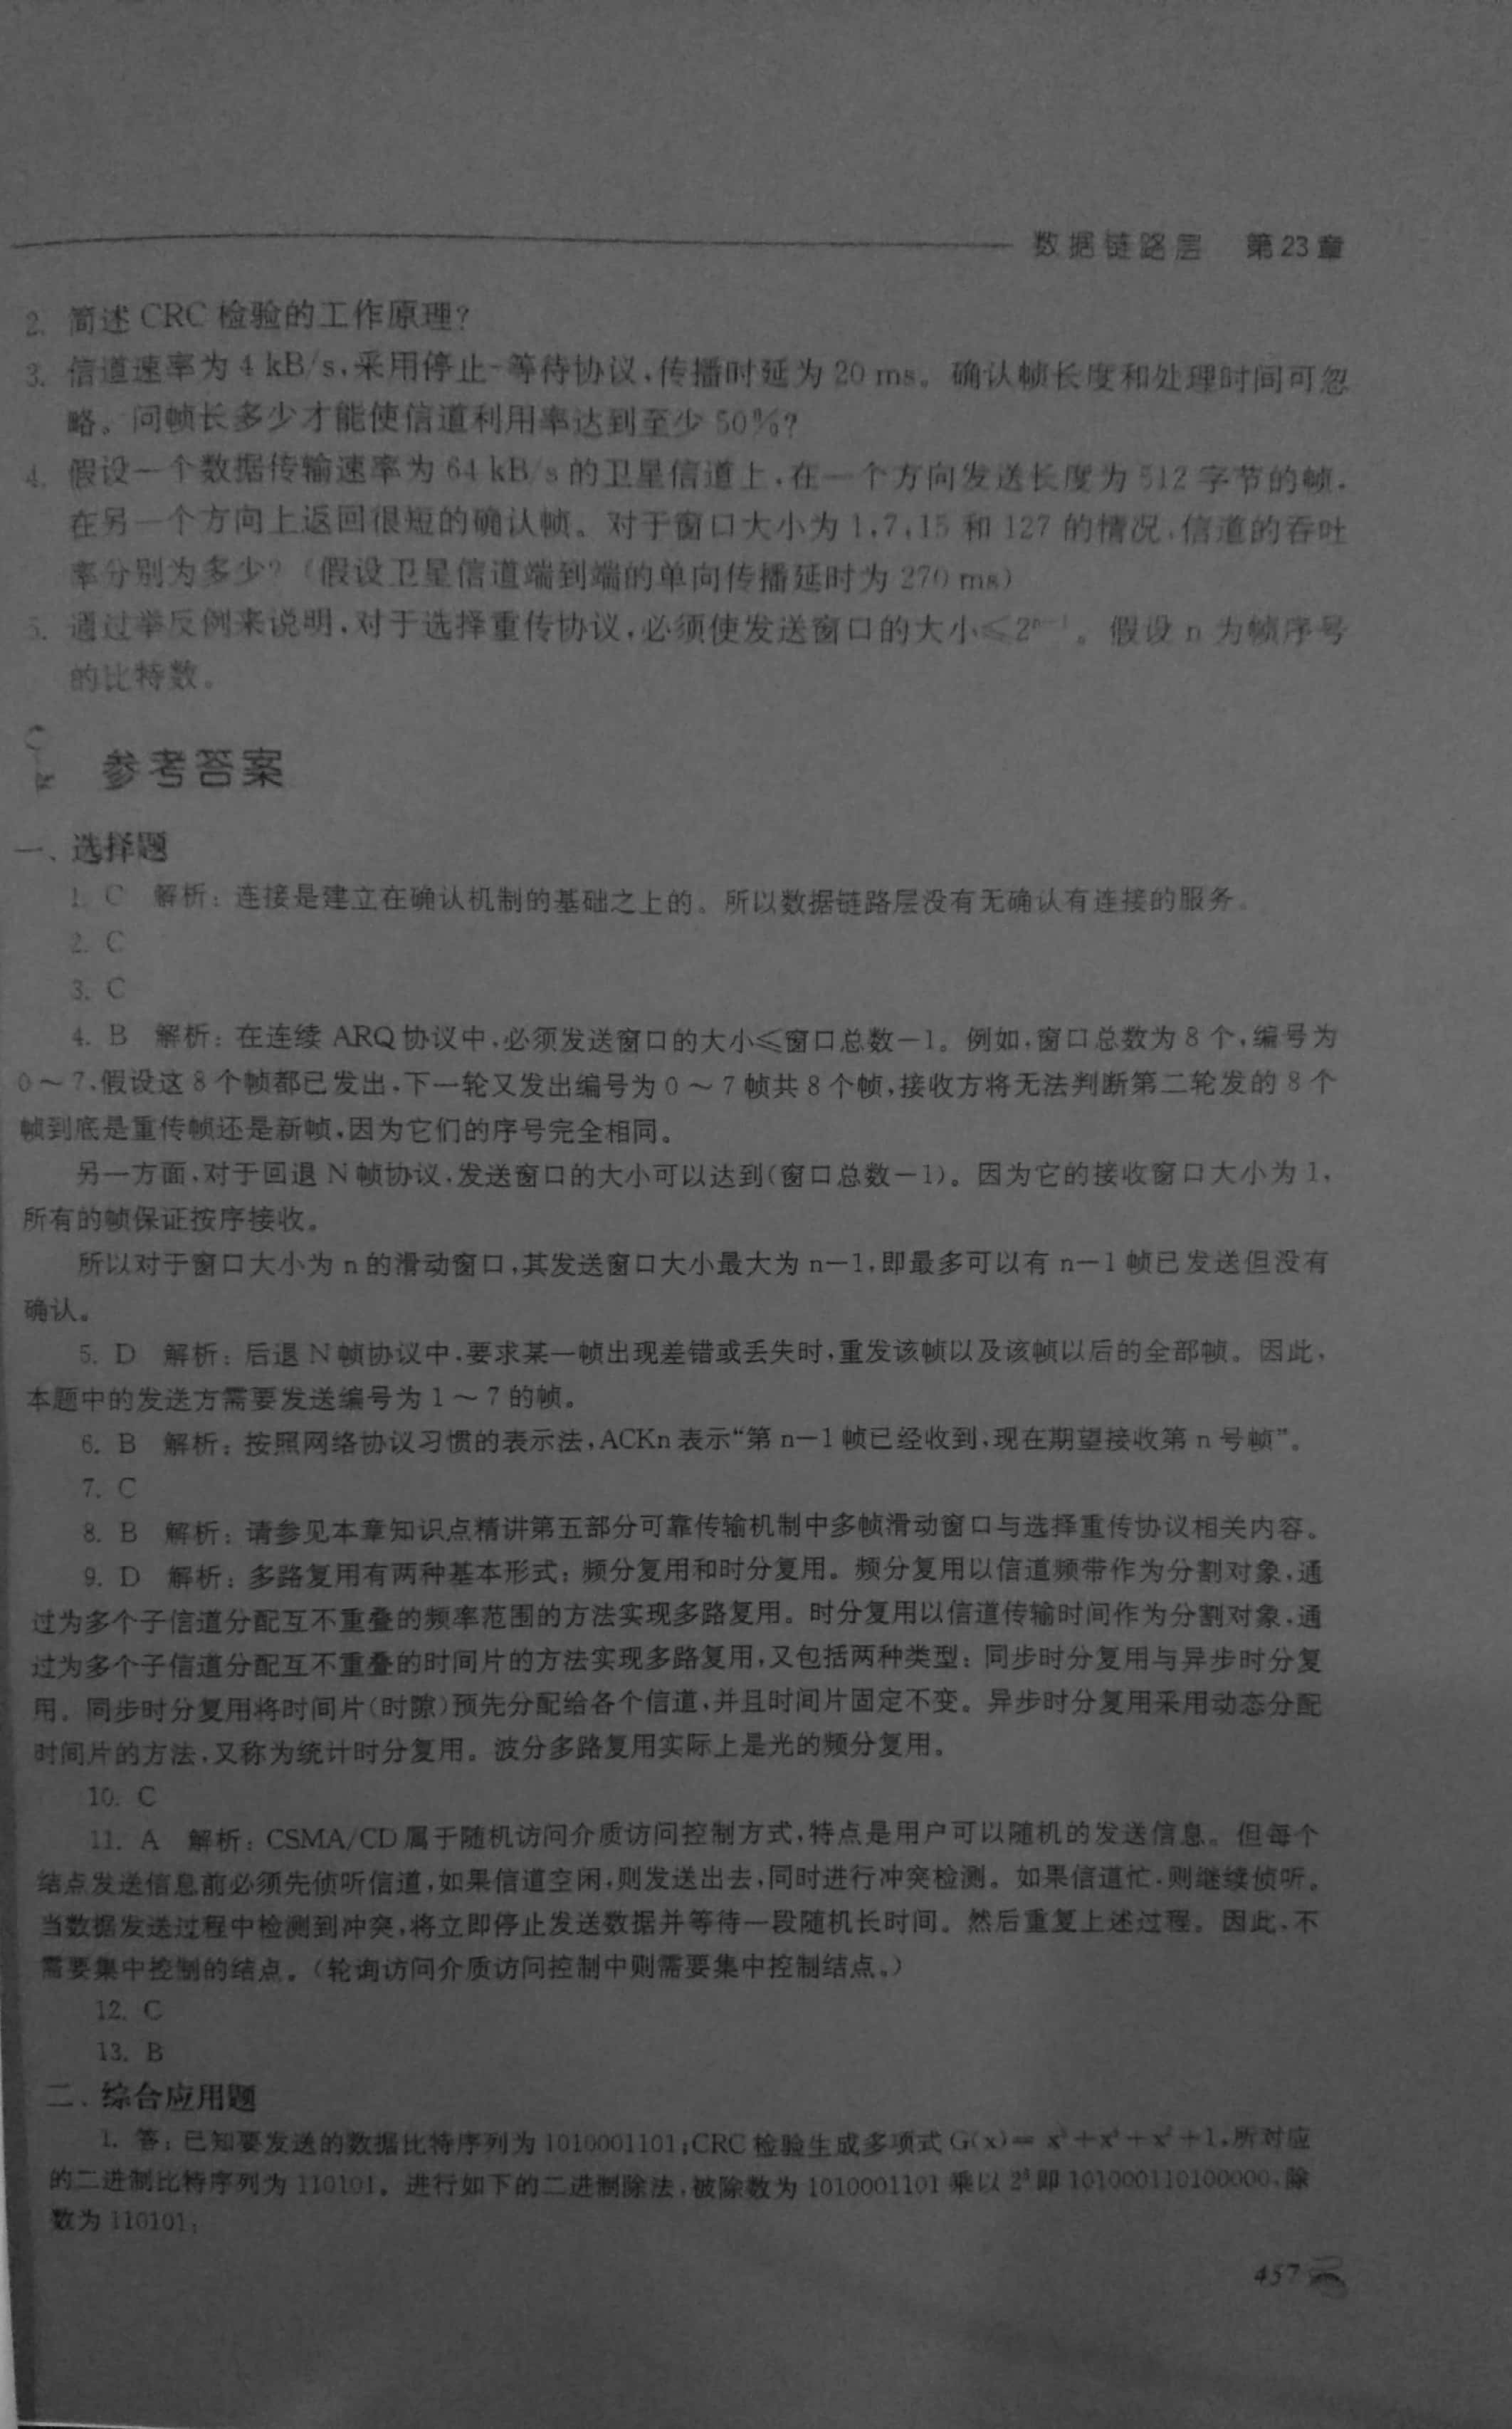 数据链路层 第23章
2. 简述 CRC 检验的工作原理?
3. 信道速率为 4 kB/s,采用停止-等待协议,传播时延为 20 ms。确认帧长度和处理时间可忽
略。问帧长多少才能使信道利用率达到至少 50%?
4. 假设一个数据传输速率为 64 kB/s 的卫星信道上,在一个方向发送长度为 512 字节的帧,
在另一个方向上返回很短的确认帧。对于窗口大小为 1,7,15 和 127 的情况,信道的吞吐
率分别为多少?(假设卫星信道端到端的单向传播延时为 270 ms)
5. 通过举反例来说明,对于选择重传协议,必须使发送窗口的大小≤2ⁿ⁻¹。假设 n 为帧序号
的比特数。
参考答案
一、选择题
1. C 解析:连接是建立在确认机制的基础之上的。所以数据链路层没有无确认有连接的服务。
2. C
3. C
4. B 解析:在连续 ARQ 协议中,必须发送窗口的大小≤窗口总数-1。例如,窗口总数为 8 个,编号为
0～7,假设这 8 个帧都已发出,下一轮又发出编号为 0～7 帧共 8 个帧,接收方将无法判断第二轮发的 8 个
帧到底是重传帧还是新帧,因为它们的序号完全相同。
另一方面,对于回退 N 帧协议,发送窗口的大小可以达到(窗口总数-1)。因为它的接收窗口大小为 1,
所有的帧保证按序接收。
所以对于窗口大小为 n 的滑动窗口,其发送窗口大小最大为 n-1,即最多可以有 n-1 帧已发送但没有
确认。
5. D 解析:后退 N 帧协议中,要求某一帧出现差错或丢失时,重发该帧以及该帧以后的全部帧。因此,
本题中的发送方需要发送编号为 1～7 的帧。
6. B 解析:按照网络协议习惯的表示法,ACKn 表示“第 n-1 帧已经收到,现在期望接收第 n 号帧”。
7. C
8. B 解析:请参见本章知识点精讲第五部分可靠传输机制中多帧滑动窗口与选择重传协议相关内容。
9. D 解析:多路复用有两种基本形式:频分复用和时分复用。频分复用以信道频带作为分割对象,通
过为多个子信道分配互不重叠的频率范围的方法实现多路复用。时分复用以信道传输时间作为分割对象,通
过为多个子信道分配互不重叠的时间片的方法实现多路复用,又包括两种类型:同步时分复用与异步时分复
用。同步时分复用将时间片(时隙)预先分配给各个信道,并且时间片固定不变。异步时分复用采用动态分配
时间片的方法,又称为统计时分复用。波分多路复用实际上是光的频分复用。
10. C
11. A 解析:CSMA/CD 属于随机访问介质访问控制方式,特点是用户可以随机的发送信息。但每个
结点发送信息前必须先侦听信道,如果信道空闲,则发送出去,同时进行冲突检测。如果信道忙,则继续侦听。
当数据发送过程中检测到冲突,将立即停止发送数据并等待一段随机长时间。然后重复上述过程。因此,不
需要集中控制的结点。(轮询访问介质访问控制中则需要集中控制结点。)
12. C
13. B
二、综合应用题
1. 答:已知要发送的数据比特序列为 1010001101;CRC 检验生成多项式 G(x)= x⁵+x⁴+x²+1,所对应
的二进制比特序列为 110101。进行如下的二进制除法,被除数为 1010001101 乘以 2⁵ 即 101000110100000,除
数为 110101:
457